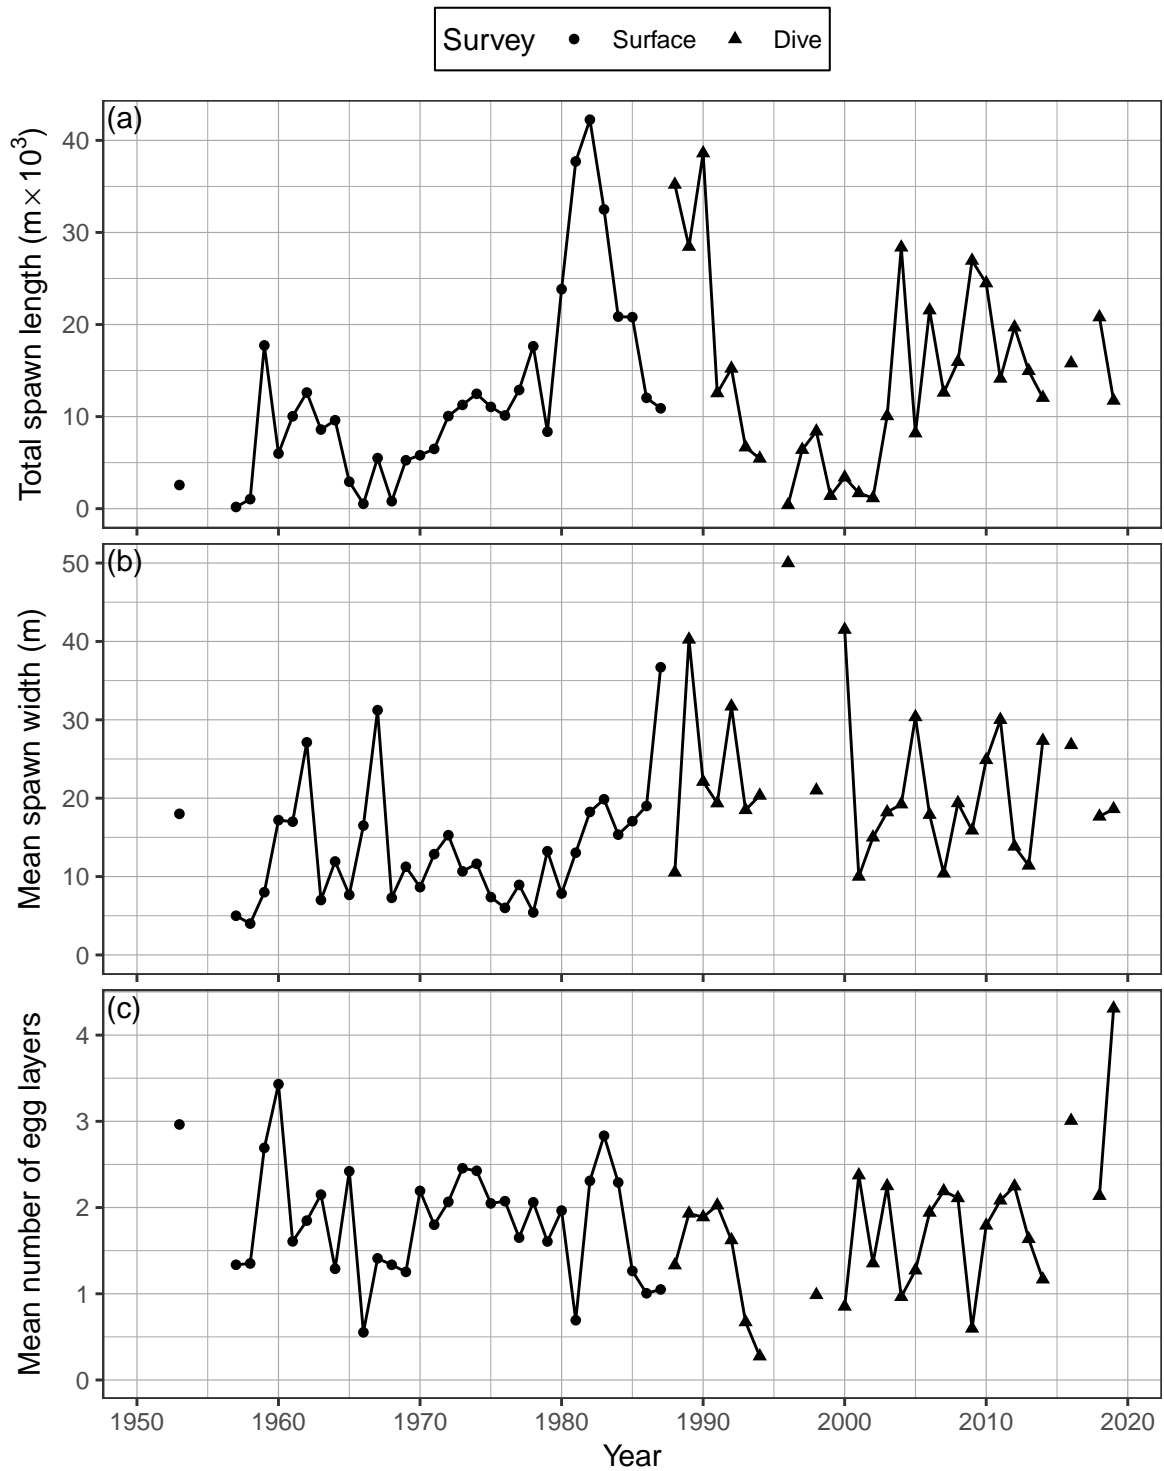 Survey Surface Dive
(a)
Total spawn length (m×10³)
40
30
20
10
0
(b)
Mean spawn width (m)
50
40
30
20
10
0
(c)
Mean number of egg layers
4
3
2
1
0
1950 1960 1970 1980 1990 2000 2010 2020
Year